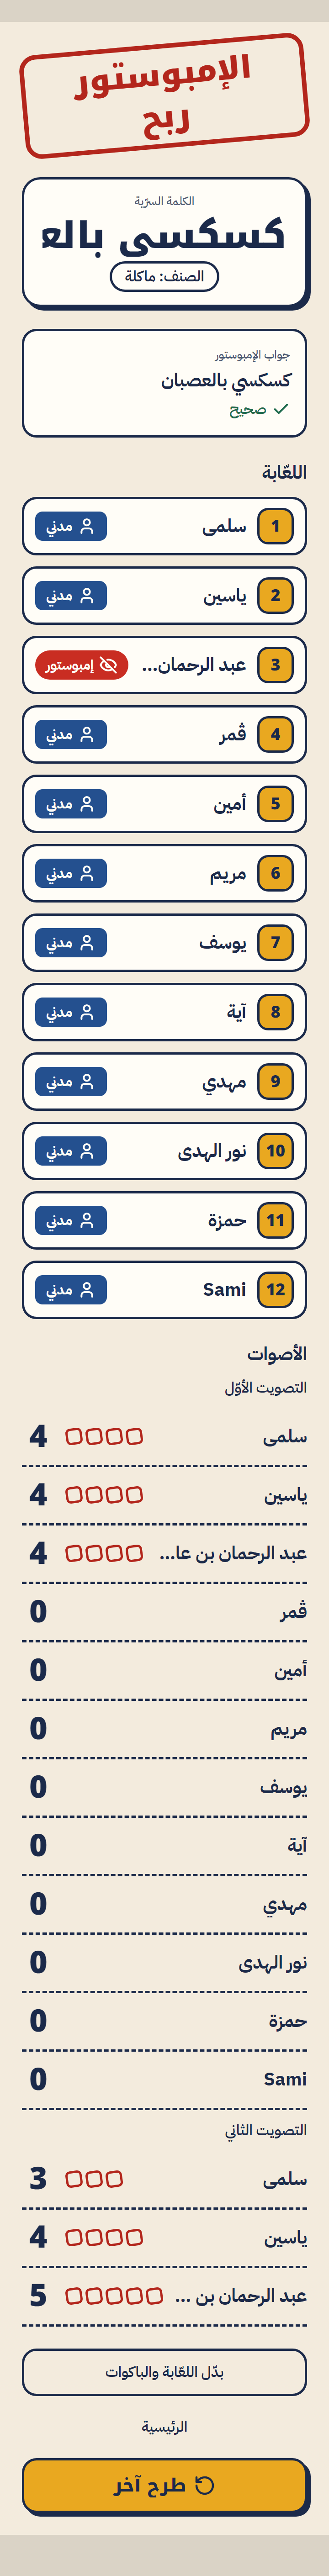 الإمبوستور
ربح
الكلمة السرّية
كسكسي بالع
الصنف: ماكلة
جواب الإمبوستور
كسكسي بالعصبان
صحيح
اللعّابة
1 سلمى مدني
2 ياسين مدني
3 عبد الرحمان... إمبوستور
4 ڤمر مدني
5 أمين مدني
6 مريم مدني
7 يوسف مدني
8 آية مدني
9 مهدي مدني
10 نور الهدى مدني
11 حمزة مدني
12 Sami مدني
الأصوات
التصويت الأوّل
سلمى 4
ياسين 4
عبد الرحمان بن عا... 4
ڤمر 0
أمين 0
مريم 0
يوسف 0
آية 0
مهدي 0
نور الهدى 0
حمزة 0
Sami 0
التصويت الثاني
سلمى 3
ياسين 4
عبد الرحمان بن ... 5
بدّل اللعّابة والباكوات
الرئيسية
طرح آخر